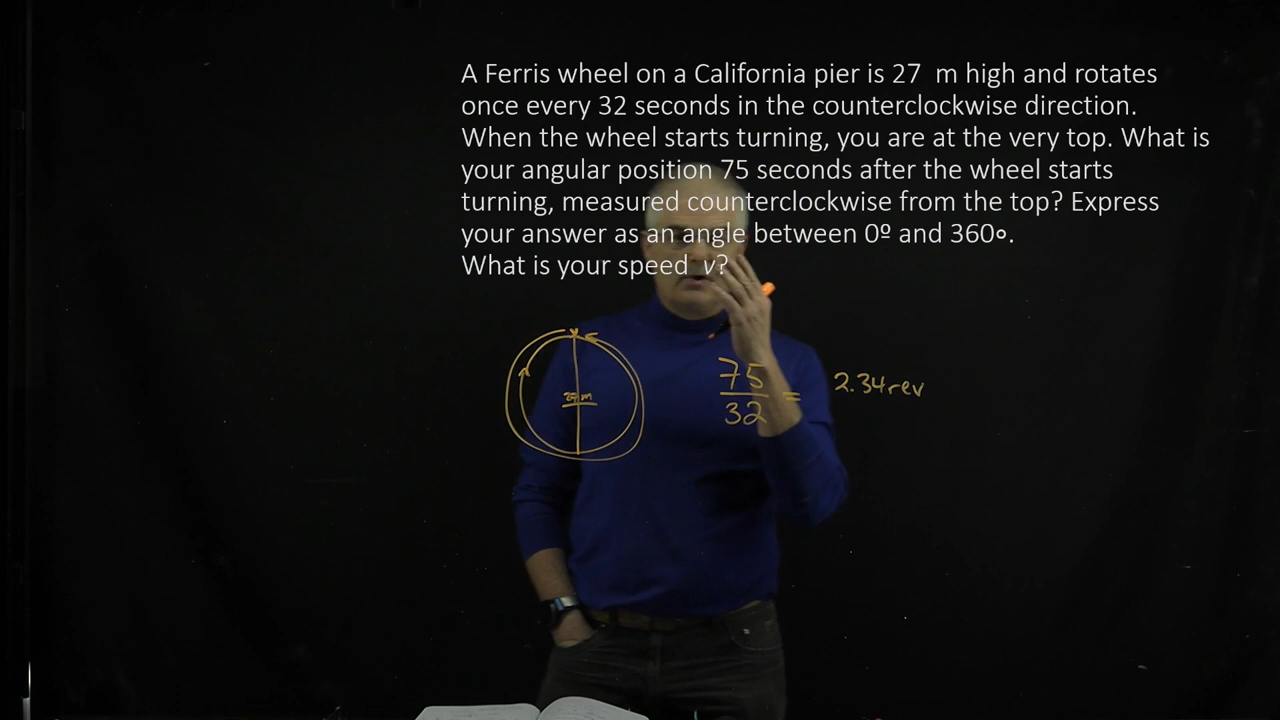 A Ferris wheel on a California pier is 27 m high and rotates
once every 32 seconds in the counterclockwise direction.
When the wheel starts turning, you are at the very top. What is
your angular position 75 seconds after the wheel starts
turning, measured counterclockwise from the top? Express
your answer as an angle between 0º and 360∘.
What is your speed v?
27m
75
32
= 2.34rev